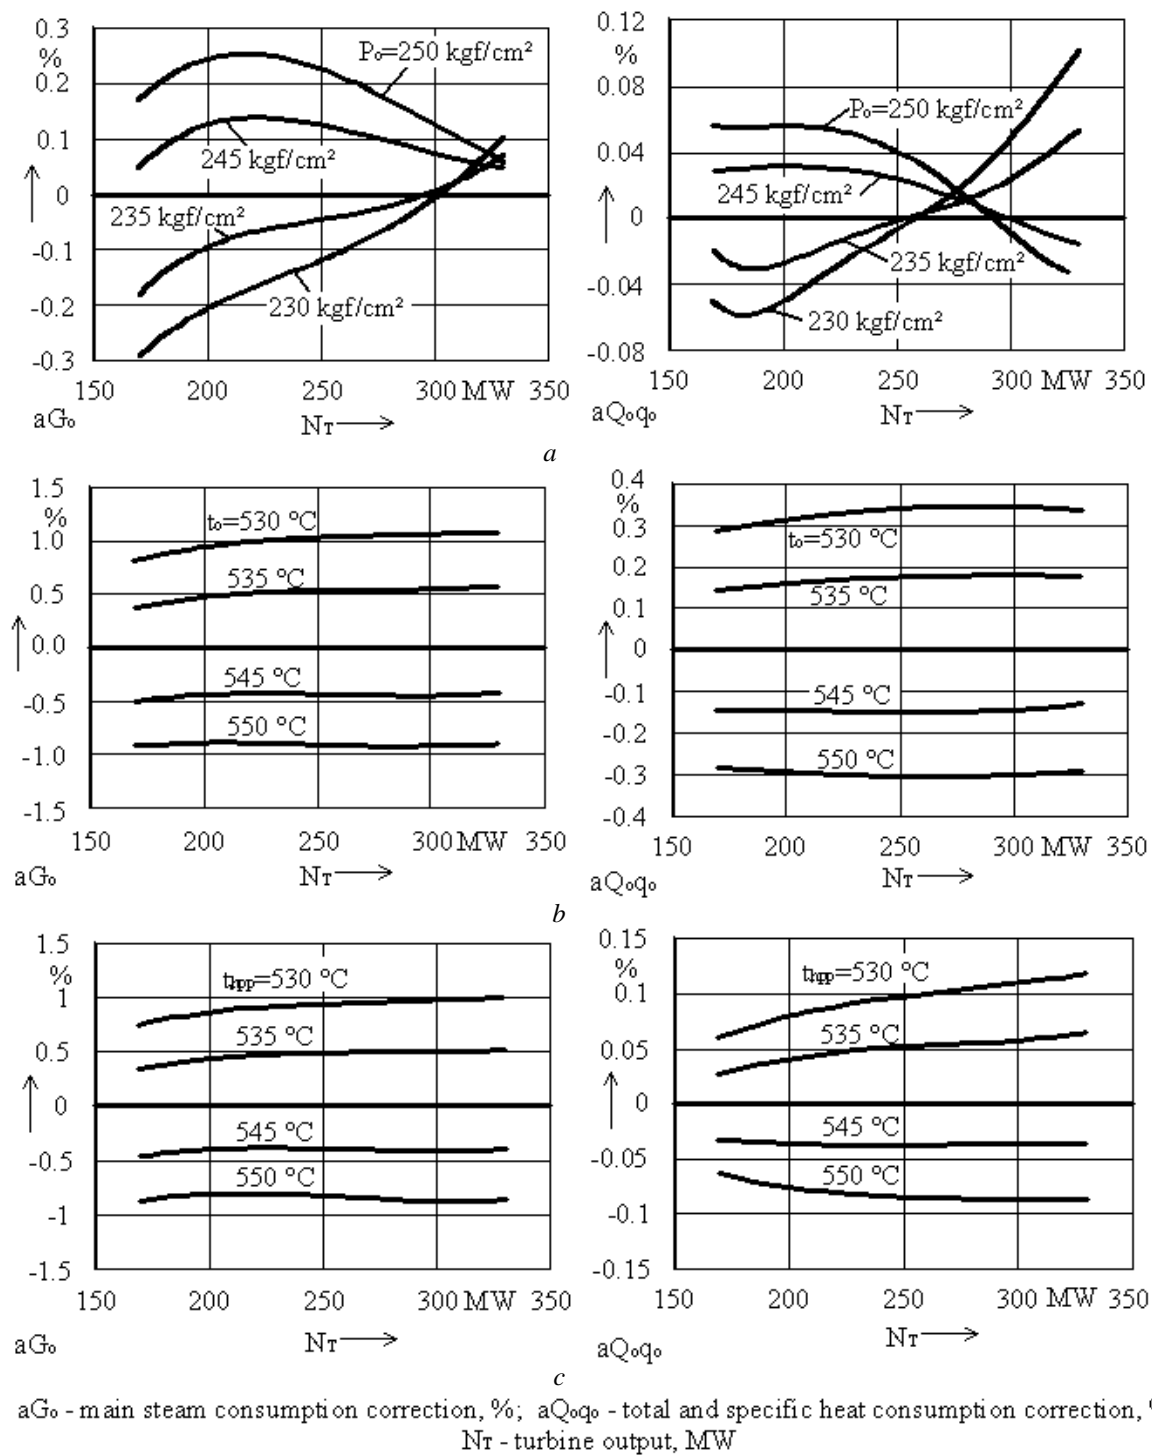 0.3
%
0.2
0.1
0
-0.1
-0.2
-0.3
Po=250 kgf/cm²
245 kgf/cm²
235 kgf/cm²
230 kgf/cm²
150 200 250 300 MW 350
aGo
NT
0.12
%
0.08
0.04
0
-0.04
-0.08
Po=250 kgf/cm²
245 kgf/cm²
235 kgf/cm²
230 kgf/cm²
150 200 250 300 MW 350
aQoqo
NT
a
1.5
%
1.0
0.5
0.0
-0.5
-1.0
-1.5
to=530 °C
535 °C
545 °C
550 °C
150 200 250 300 MW 350
aGo
NT
0.4
%
0.3
0.2
0.1
0
-0.1
-0.2
-0.3
-0.4
to=530 °C
535 °C
545 °C
550 °C
150 200 250 300 MW 350
aQoqo
NT
b
1.5
%
1
0.5
0
-0.5
-1
-1.5
thpp=530 °C
535 °C
545 °C
550 °C
150 200 250 300 MW 350
aGo
NT
0.15
%
0.1
0.05
0
-0.05
-0.1
-0.15
thpp=530 °C
535 °C
545 °C
550 °C
150 200 250 300 MW 350
aQoqo
NT
c
aGo - main steam consumption correction, %; aQoqo - total and specific heat consumption correction,
NT - turbine output, MW